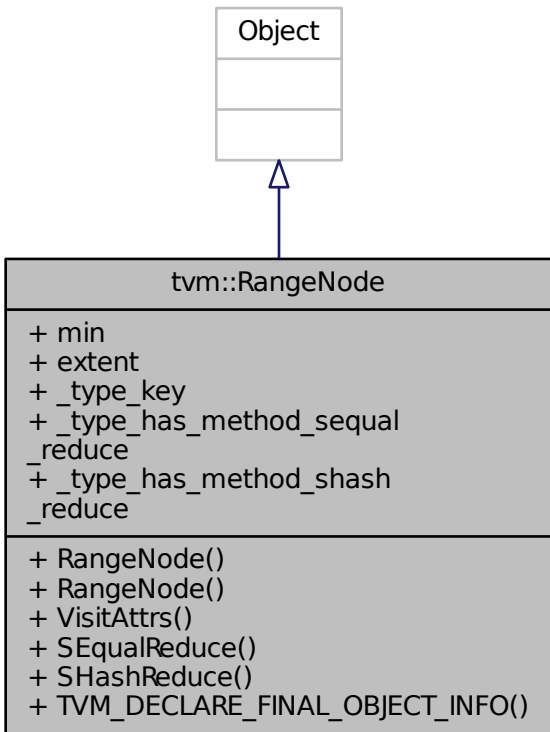 Object
tvm::RangeNode
+ min
+ extent
+ _type_key
+ _type_has_method_sequal
_reduce
+ _type_has_method_shash
_reduce
+ RangeNode()
+ RangeNode()
+ VisitAttrs()
+ SEqualReduce()
+ SHashReduce()
+ TVM_DECLARE_FINAL_OBJECT_INFO()